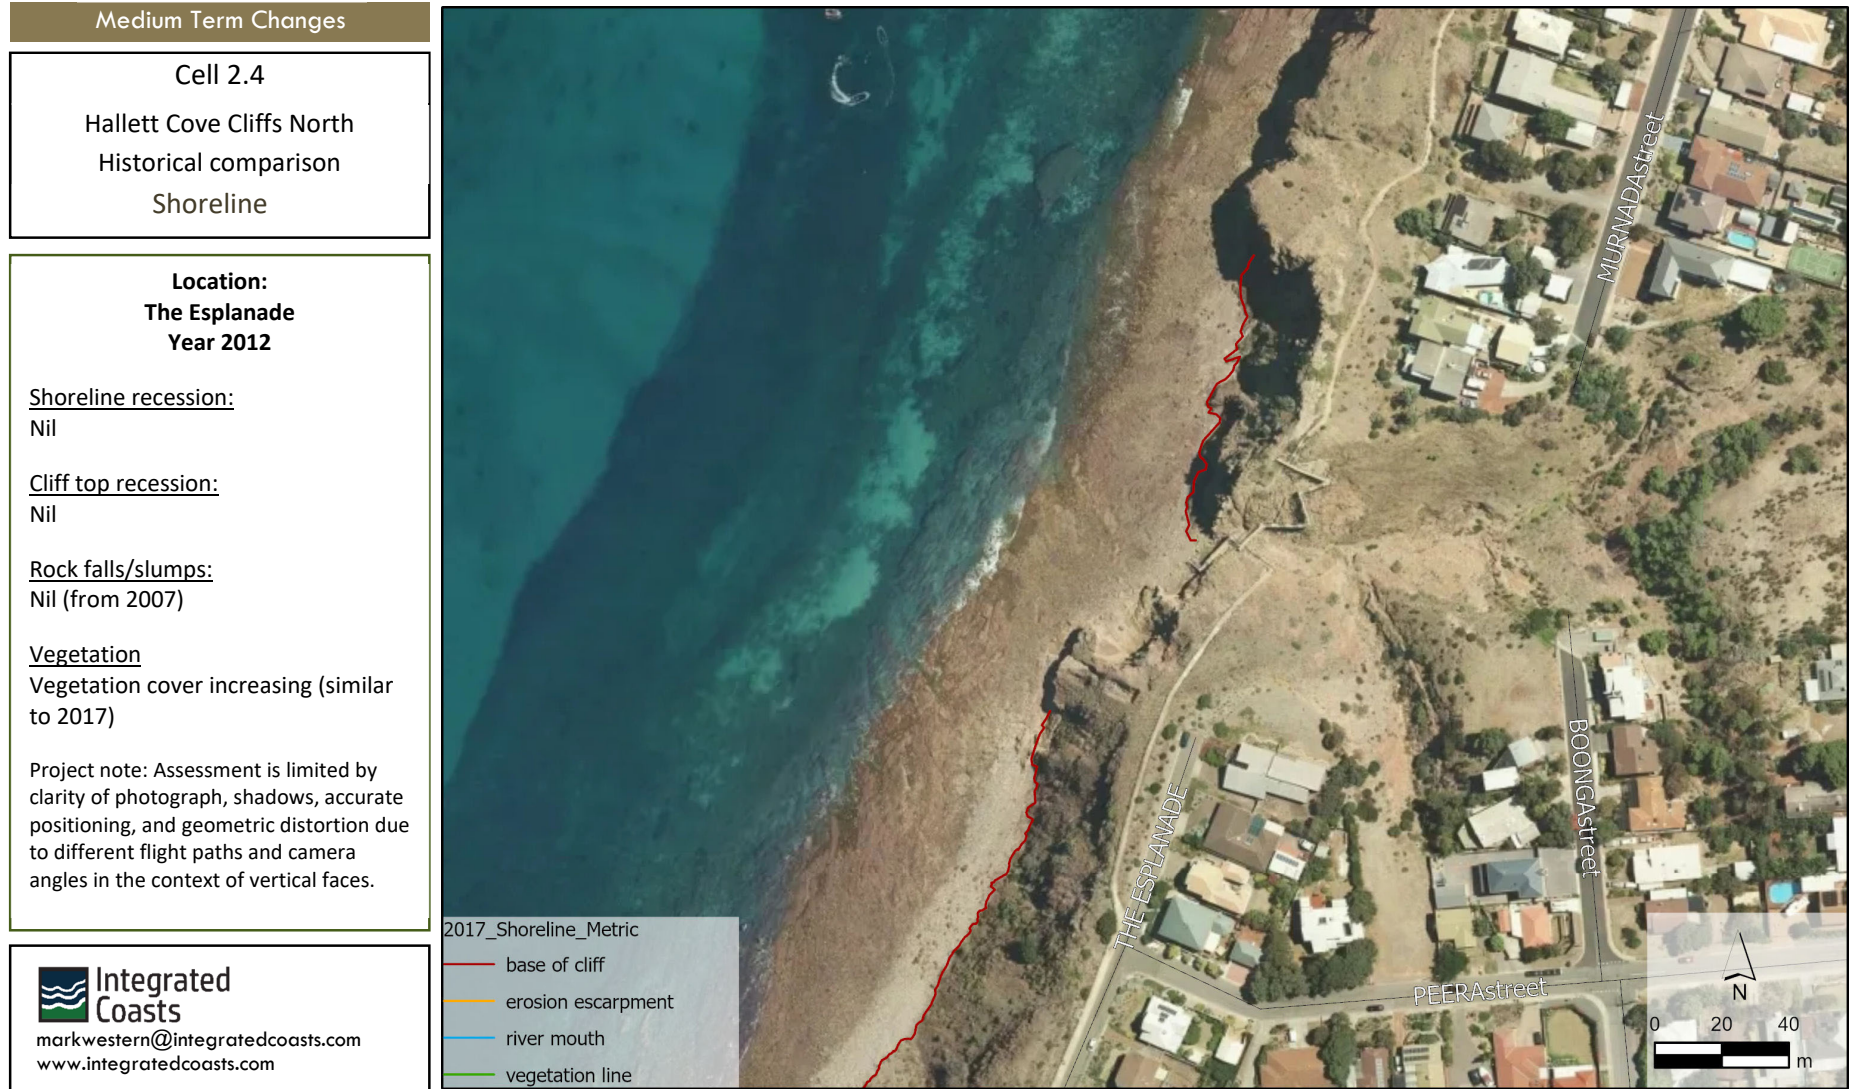 Medium Term Changes
Cell 2.4
Hallett Cove Cliffs North
Historical comparison
Shoreline
Location:
The Esplanade
Year 2012
Shoreline recession:
Nil
Cliff top recession:
Nil
Rock falls/slumps:
Nil (from 2007)
Vegetation
Vegetation cover increasing (similar
to 2017)
Project note: Assessment is limited by
clarity of photograph, shadows, accurate
positioning, and geometric distortion due
to different flight paths and camera
angles in the context of vertical faces.
Integrated
Coasts
markwestern@integratedcoasts.com
www.integratedcoasts.com
MURNADAstreet
BOONGAstreet
THE ESPLANADE
PEERAstreet
2017_Shoreline_Metric
base of cliff
erosion escarpment
river mouth
vegetation line
N
0 20 40
m